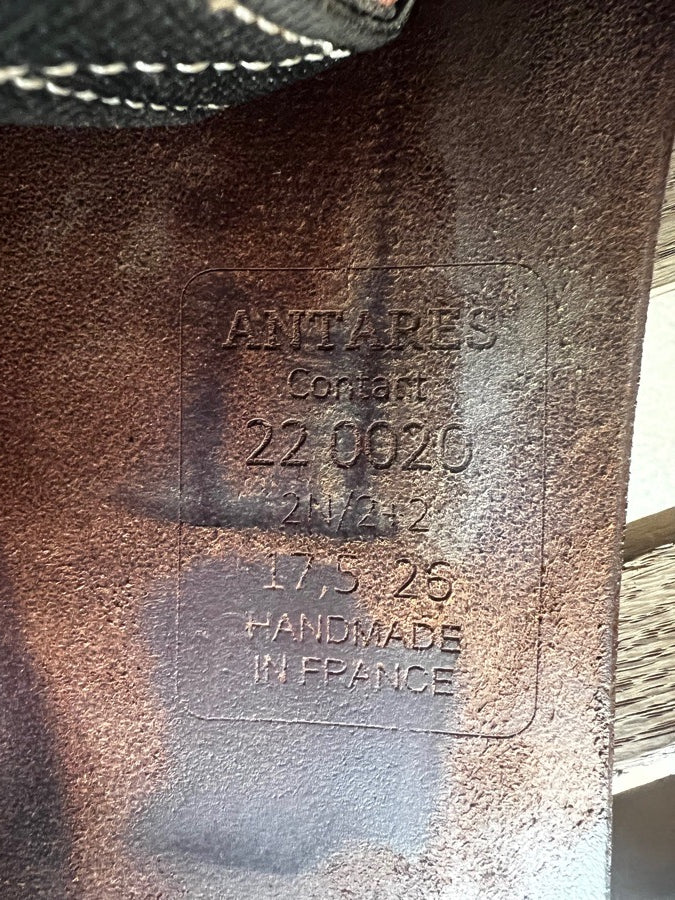 ANTARES
Contact
22 0020
2N/2+2
17,5 26
HANDMADE
IN FRANCE